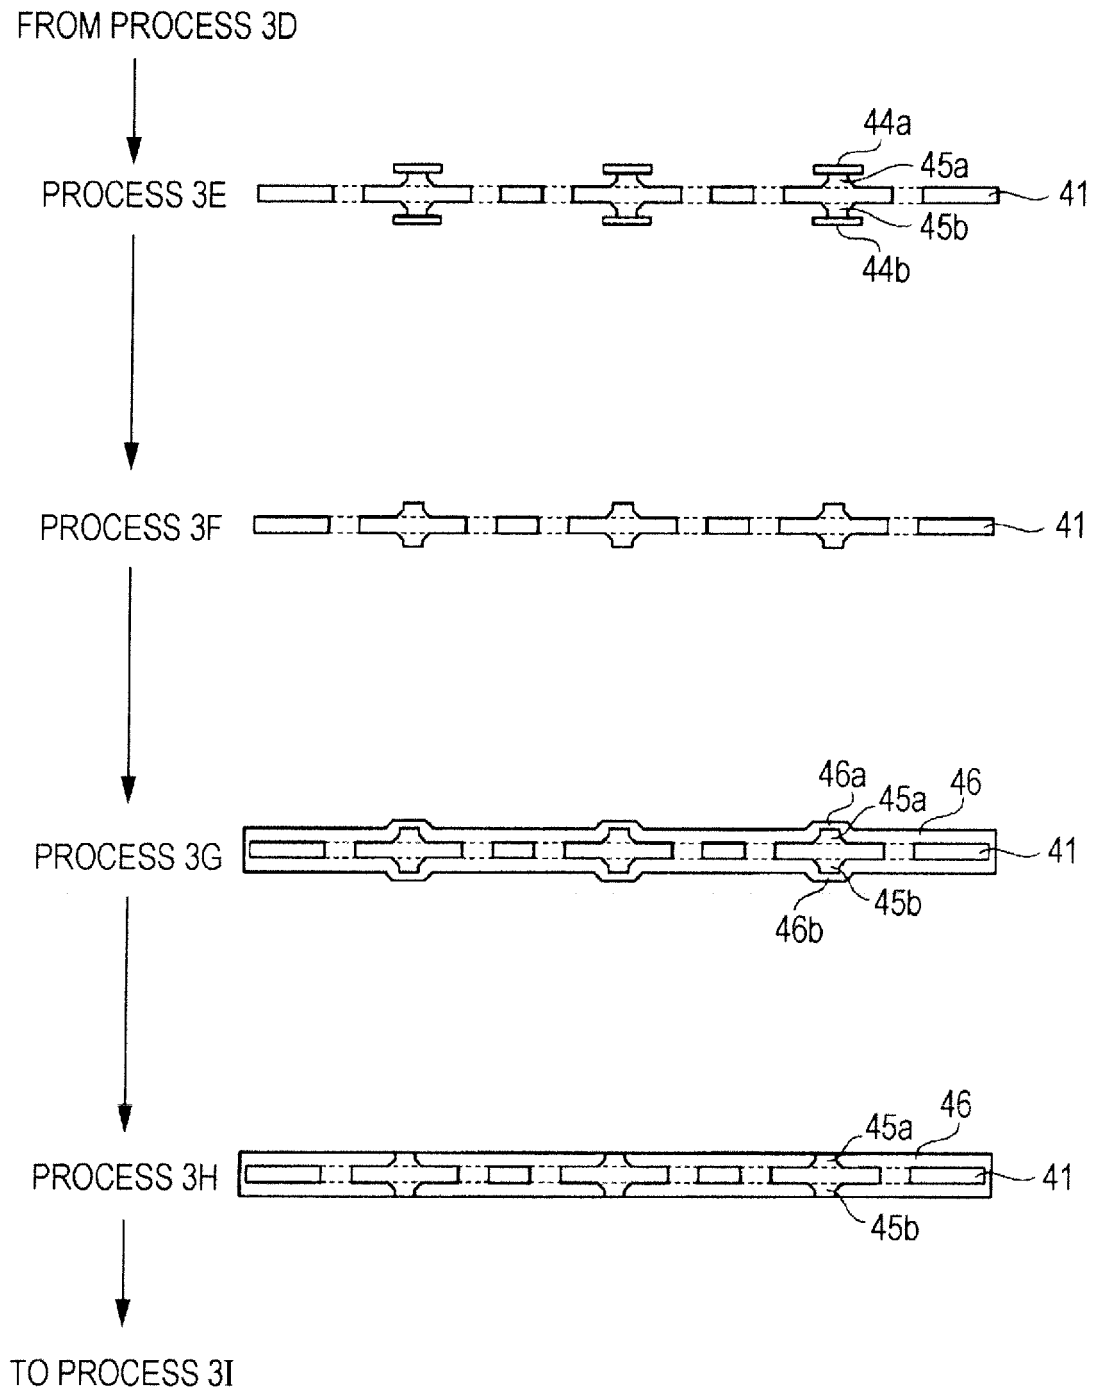 FROM PROCESS 3D
44a
45a
PROCESS 3E
41
45b
44b
PROCESS 3F
41
46a
46
45a
PROCESS 3G
41
45b
46b
46
45a
PROCESS 3H
41
45b
TO PROCESS 3I